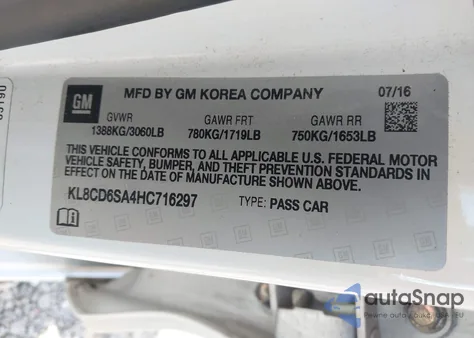 GM
MFD BY GM KOREA COMPANY 07/16
GVWR GAWR FRT GAWR RR
1388KG/3060LB 780KG/1719LB 750KG/1653LB
THIS VEHICLE CONFORMS TO ALL APPLICABLE U.S. FEDERAL MOTOR
VEHICLE SAFETY, BUMPER, AND THEFT PREVENTION STANDARDS IN
EFFECT ON THE DATE OF MANUFACTURE SHOWN ABOVE.
KL8CD6SA4HC716297 TYPE: PASS CAR
autoSnap